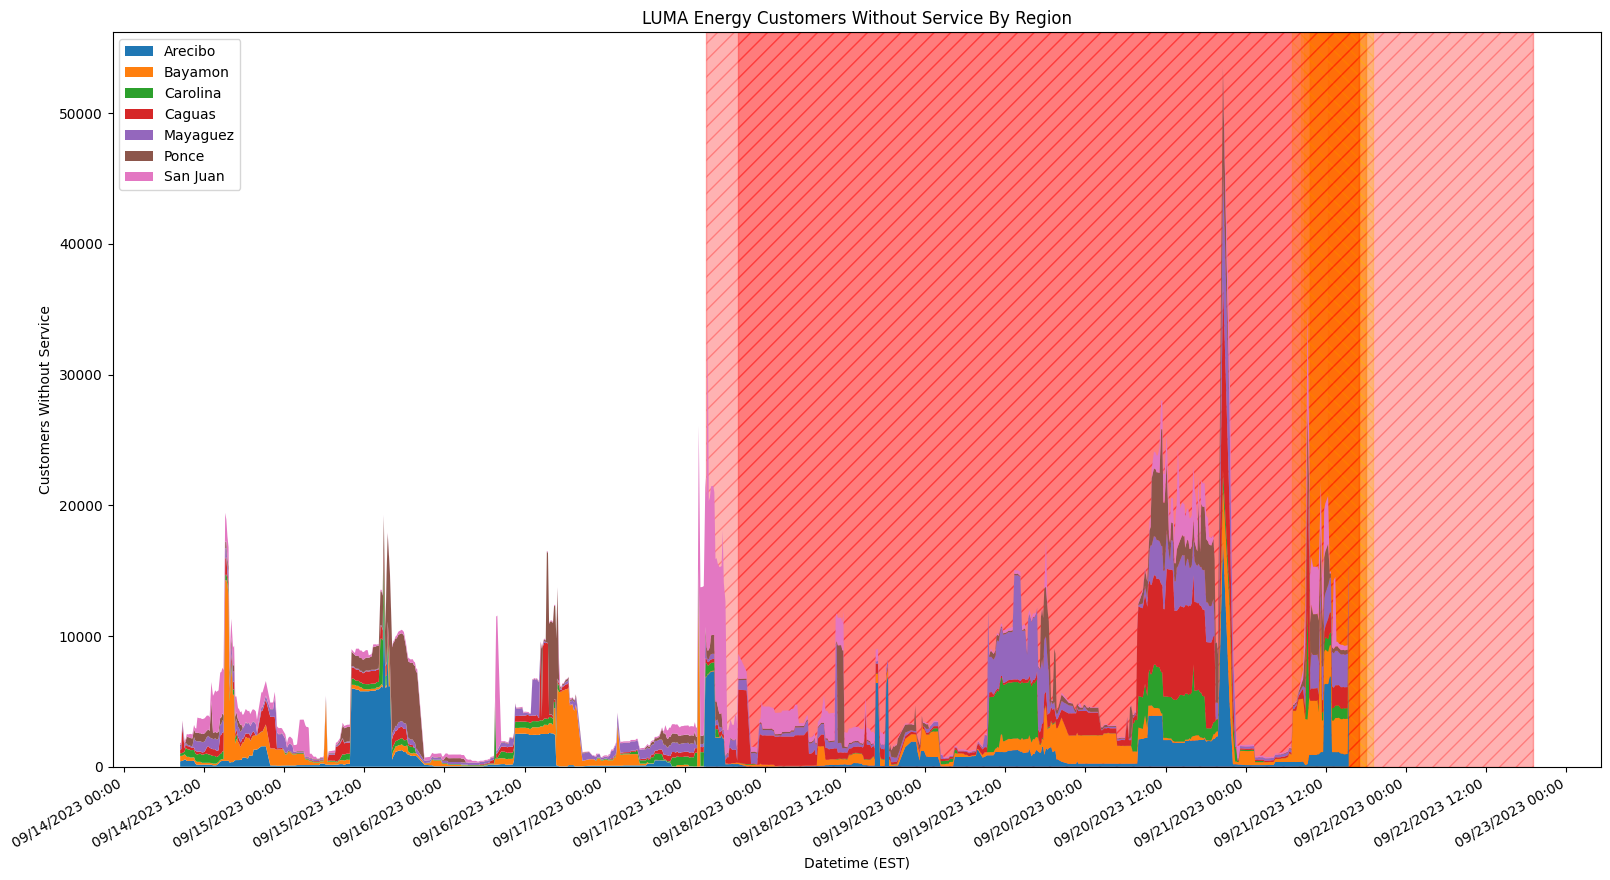 LUMA Energy Customers Without Service By Region
Arecibo
Bayamon
Carolina
Caguas
Mayaguez
Ponce
San Juan
50000
40000
30000
20000
10000
0
Customers Without Service
09/14/2023 00:00
09/14/2023 12:00
09/15/2023 00:00
09/15/2023 12:00
09/16/2023 00:00
09/16/2023 12:00
09/17/2023 00:00
09/17/2023 12:00
09/18/2023 00:00
09/18/2023 12:00
09/19/2023 00:00
09/19/2023 12:00
09/20/2023 00:00
09/20/2023 12:00
09/21/2023 00:00
09/21/2023 12:00
09/22/2023 00:00
09/22/2023 12:00
09/23/2023 00:00
Datetime (EST)